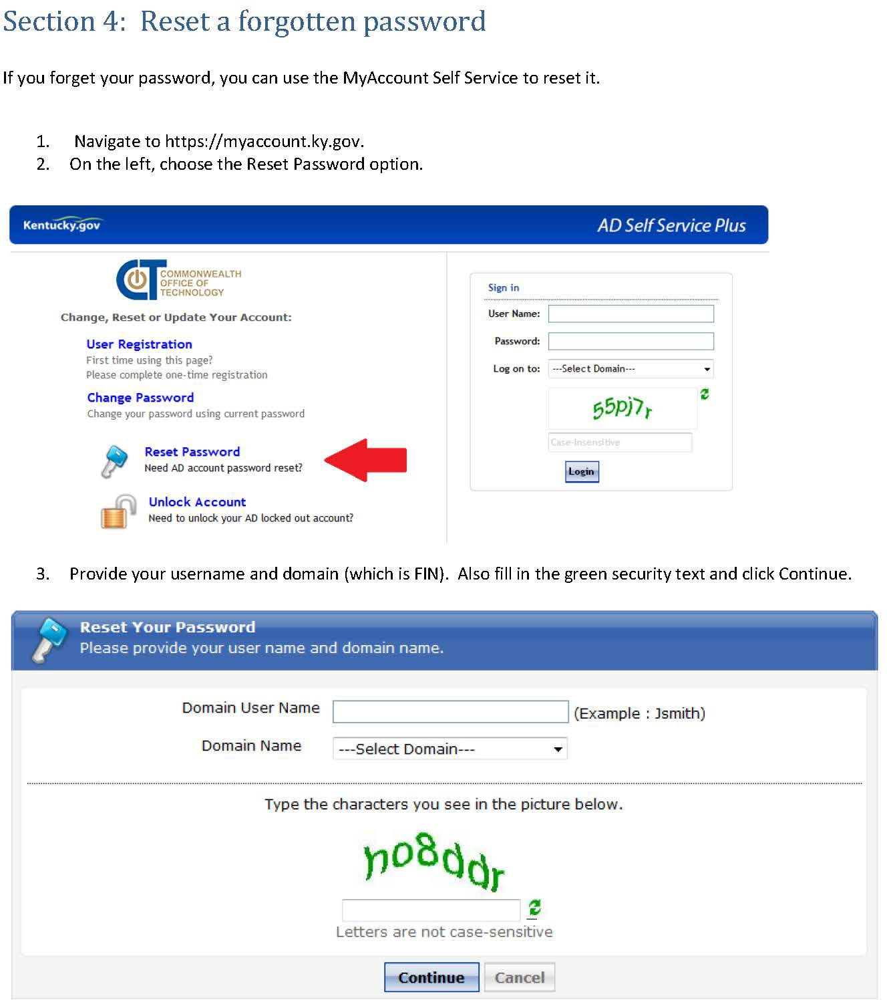 Section 4:  Reset a forgotten password
If you forget your password, you can use the MyAccount Self Service to reset it.
1. Navigate to https://myaccount.ky.gov.
2. On the left, choose the Reset Password option.
Kentucky.gov
AD Self Service Plus
COT
COMMONWEALTH
OFFICE OF
TECHNOLOGY
Change, Reset or Update Your Account:
User Registration
First time using this page?
Please complete one-time registration
Change Password
Change your password using current password
Reset Password
Need AD account password reset?
Unlock Account
Need to unlock your AD locked out account?
Sign in
User Name:
Password:
Log on to: ---Select Domain---
55pj7r
Case-Insensitive
Login
3. Provide your username and domain (which is FIN).  Also fill in the green security text and click Continue.
Reset Your Password
Please provide your user name and domain name.
Domain User Name (Example : Jsmith)
Domain Name ---Select Domain---
Type the characters you see in the picture below.
no8ddr
Letters are not case-sensitive
Continue Cancel